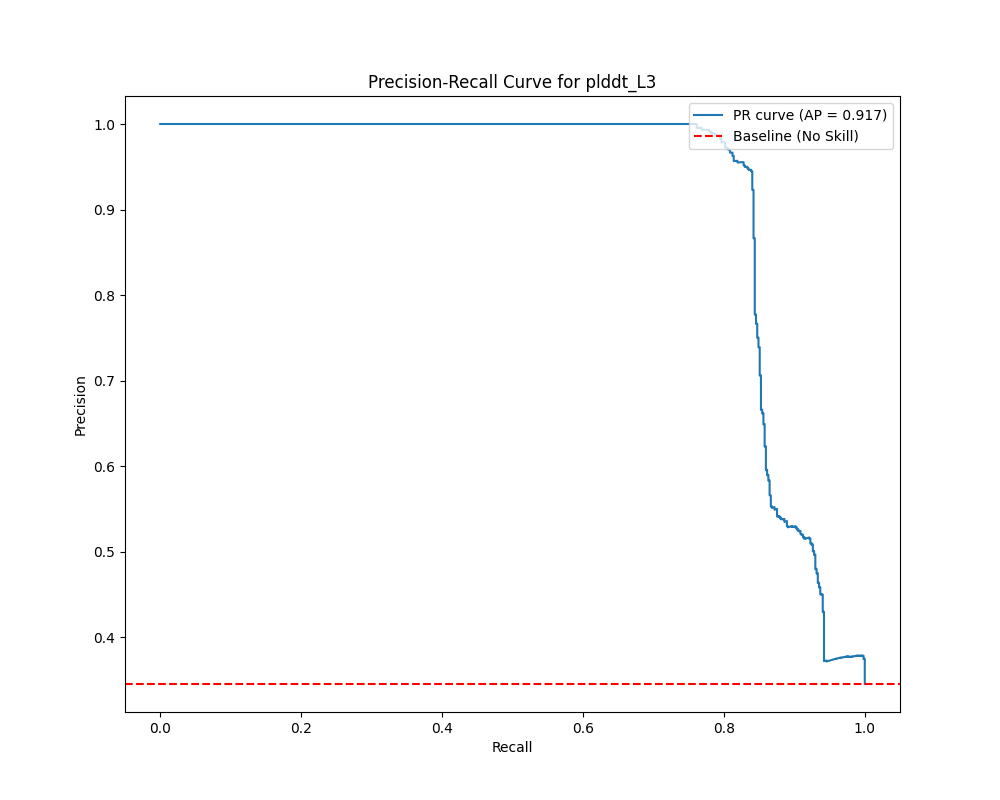 Precision-Recall Curve for plddt_L3
PR curve (AP = 0.917)
Baseline (No Skill)
Precision
1.0
0.9
0.8
0.7
0.6
0.5
0.4
0.0 0.2 0.4 0.6 0.8 1.0
Recall